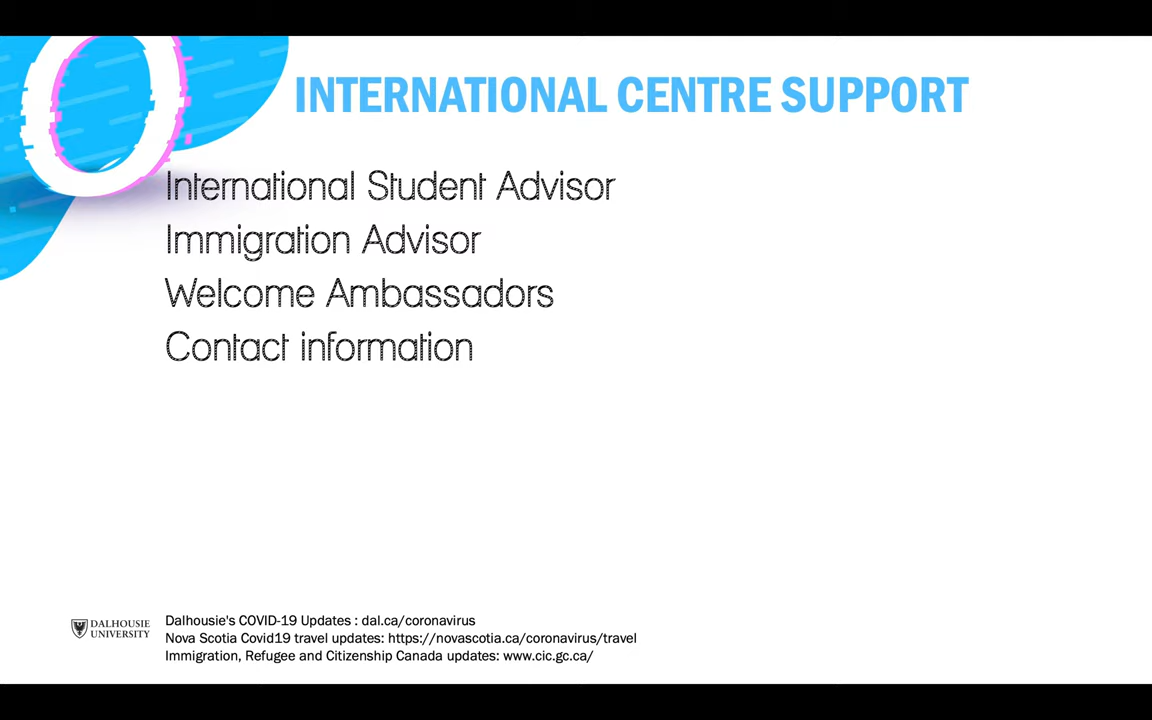 INTERNATIONAL CENTRE SUPPORT
International Student Advisor
Immigration Advisor
Welcome Ambassadors
Contact information
DALHOUSIE
UNIVERSITY
Dalhousie's COVID-19 Updates : dal.ca/coronavirus
Nova Scotia Covid19 travel updates: https://novascotia.ca/coronavirus/travel
Immigration, Refugee and Citizenship Canada updates: www.cic.gc.ca/